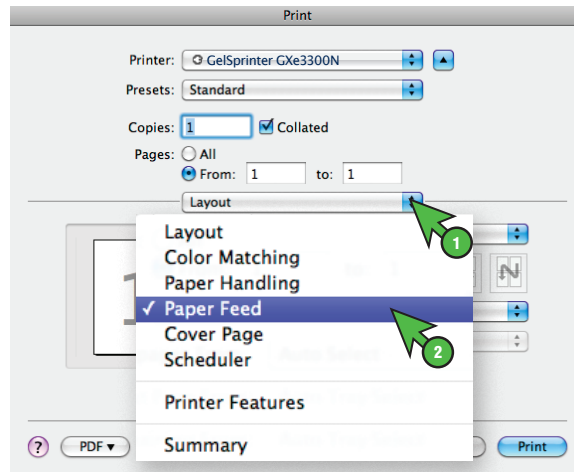 Print
Printer: GelSprinter GXe3300N
Presets: Standard
Copies: 1 Collated
Pages: All
From: 1 to: 1
Layout
1
Layout
Color Matching
Paper Handling
✓ Paper Feed
2
Cover Page
Scheduler
Printer Features
Summary
? PDF▼ Print